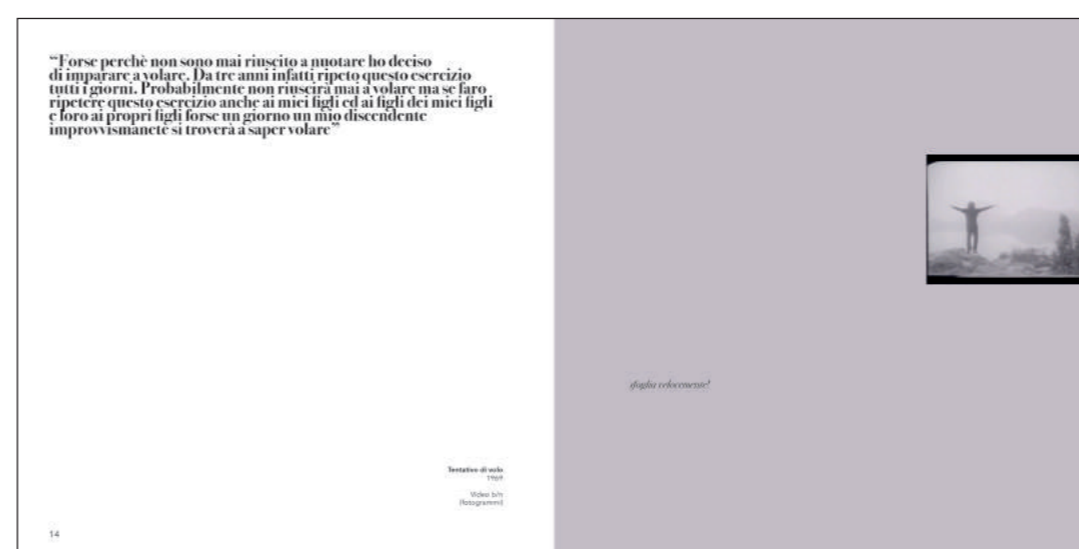 “Forse perchè non sono mai riuscito a nuotare ho deciso
di imparare a volare. Da tre anni infatti ripeto questo esercizio
tutti i giorni. Probabilmente non riuscirà mai a volare ma se faro
ripetere questo esercizio anche ai miei figli ed ai figli dei miei figli
e loro ai propri figli forse un giorno un mio discendente
improvvismanete si troverà a saper volare”
sfoglia velocemente!
Tentativo di volo
1969
Video b/n
(fotogrammi)
14